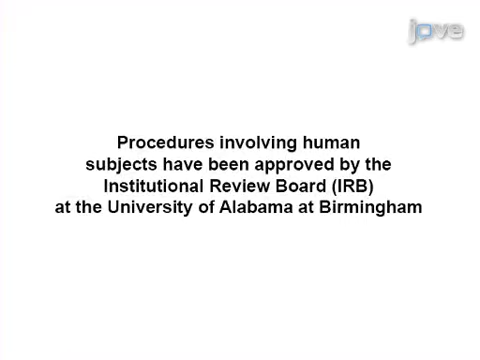 jove
Procedures involving human
subjects have been approved by the
Institutional Review Board (IRB)
at the University of Alabama at Birmingham